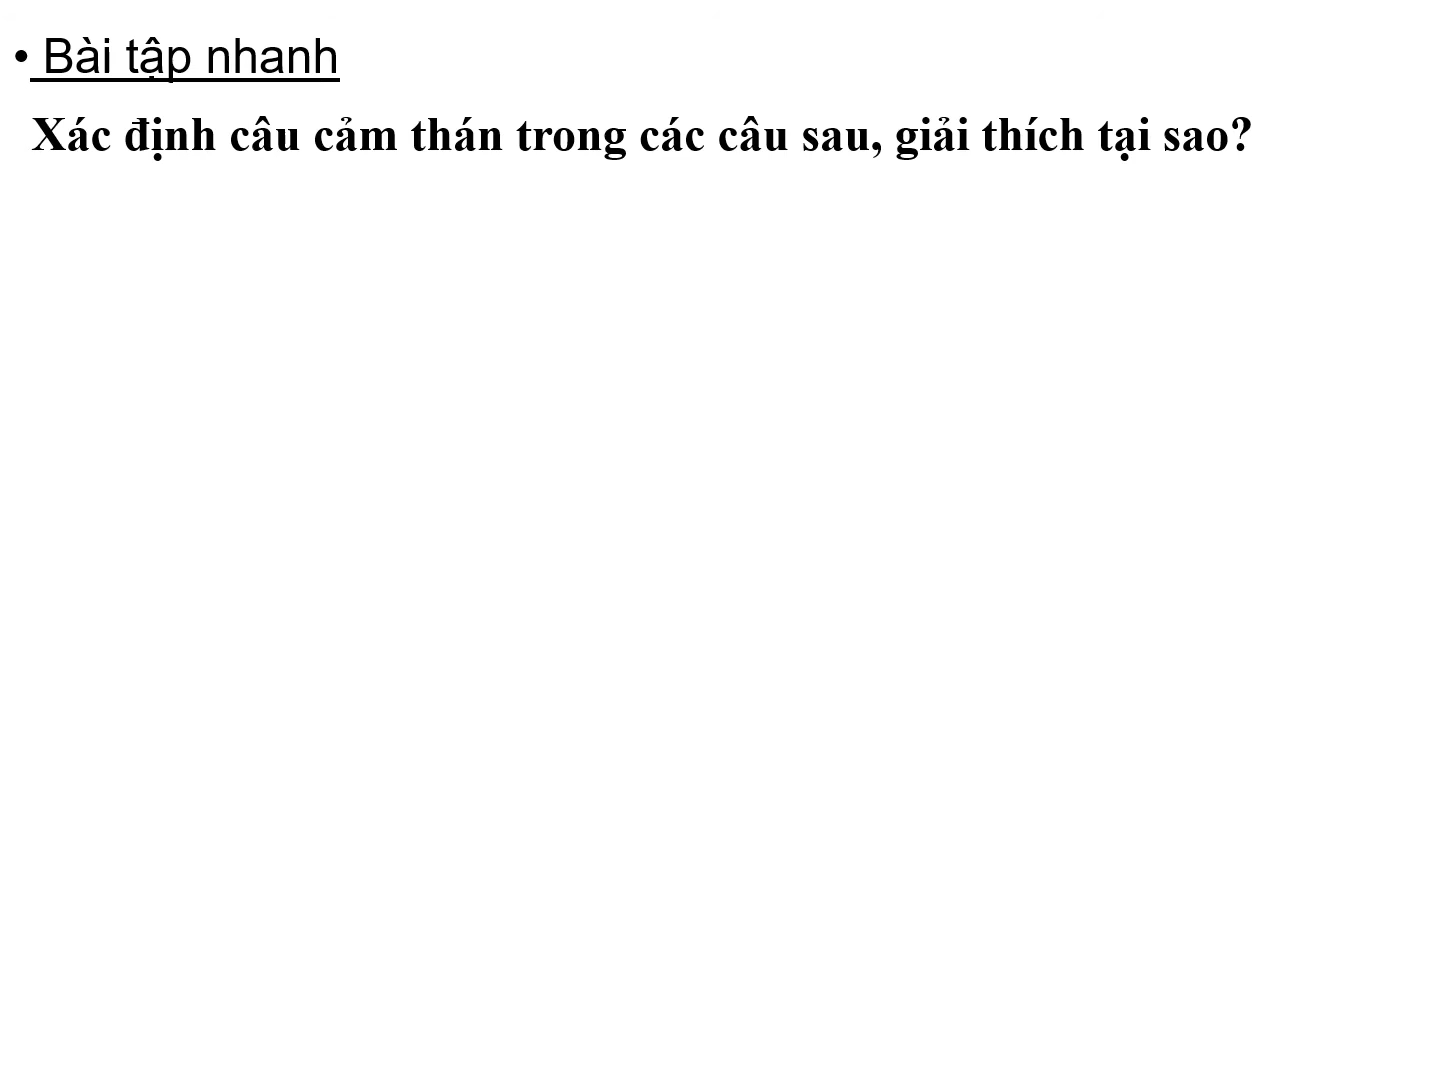 • Bài tập nhanh
Xác định câu cảm thán trong các câu sau, giải thích tại sao?